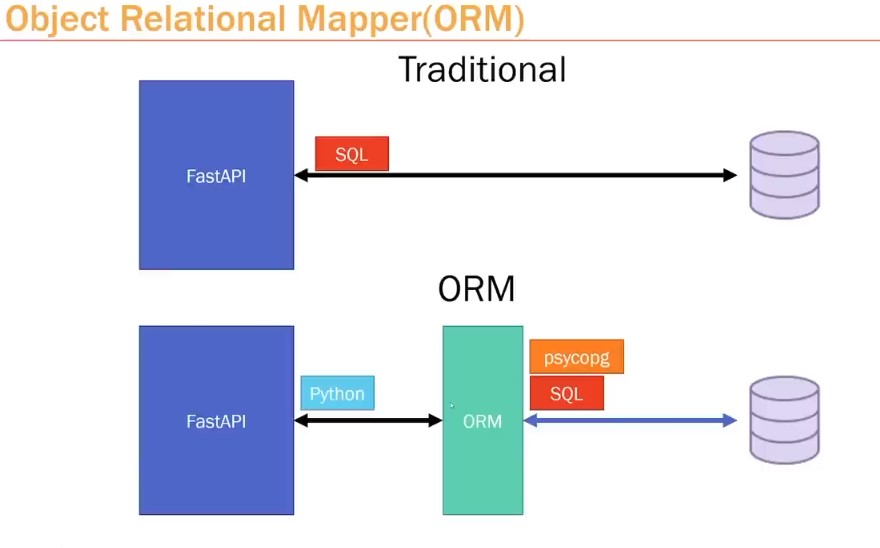 Object Relational Mapper(ORM)
Traditional
SQL
FastAPI
ORM
psycopg
Python
SQL
FastAPI
ORM